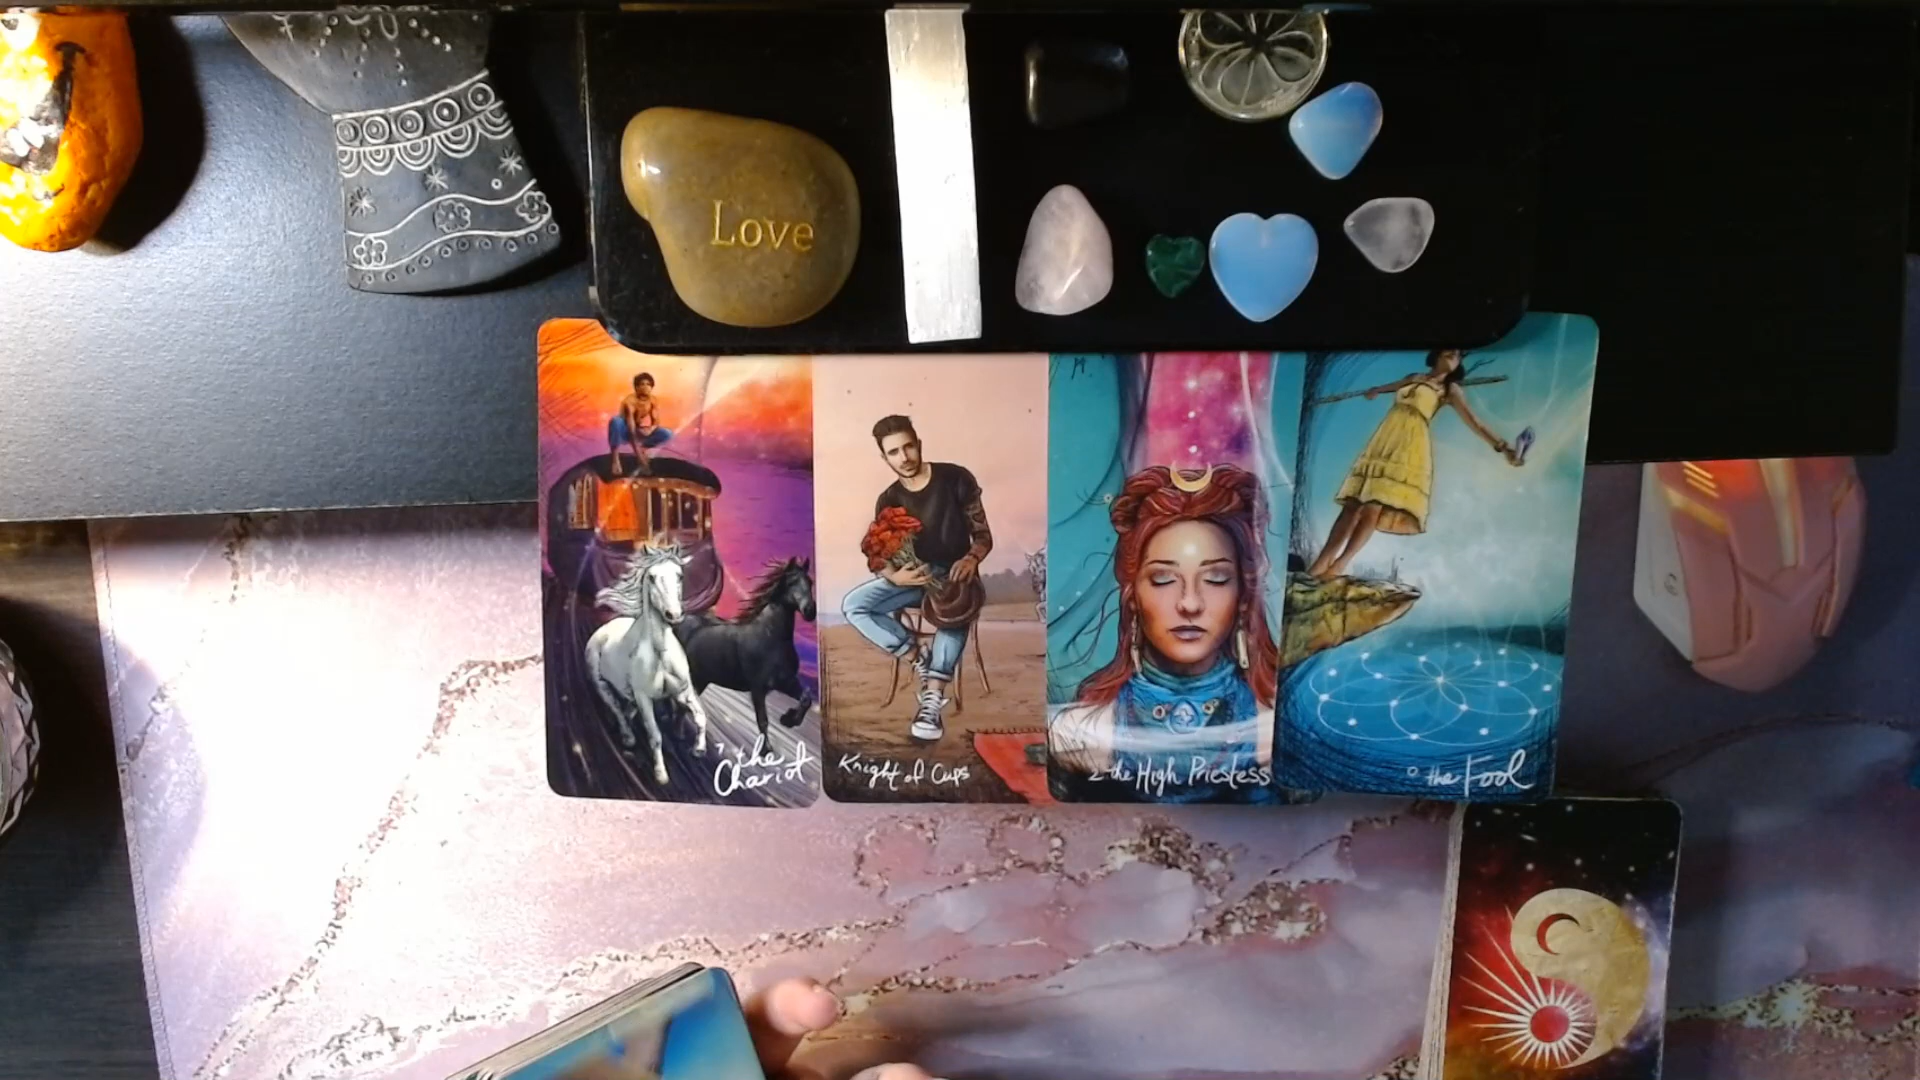 Love
7 the
Chariot
Knight of Cups
2 the High Priestess
0 the Fool